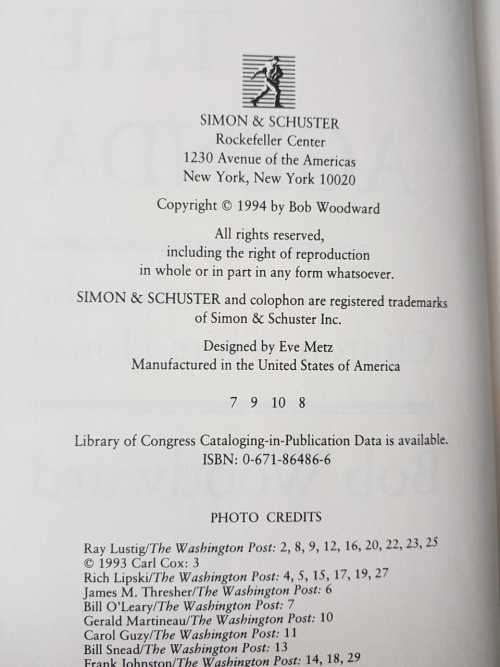 SIMON & SCHUSTER
Rockefeller Center
1230 Avenue of the Americas
New York, New York 10020
Copyright © 1994 by Bob Woodward
All rights reserved,
including the right of reproduction
in whole or in part in any form whatsoever.
SIMON & SCHUSTER and colophon are registered trademarks
of Simon & Schuster Inc.
Designed by Eve Metz
Manufactured in the United States of America
7 9 10 8
Library of Congress Cataloging-in-Publication Data is available.
ISBN: 0-671-86486-6
PHOTO CREDITS
Ray Lustig/The Washington Post: 2, 8, 9, 12, 16, 20, 22, 23, 25
© 1993 Carl Cox: 3
Rich Lipski/The Washington Post: 4, 5, 15, 17, 19, 27
James M. Thresher/The Washington Post: 6
Bill O'Leary/The Washington Post: 7
Gerald Martineau/The Washington Post: 10
Carol Guzy/The Washington Post: 11
Bill Snead/The Washington Post: 13
Frank Johnston/The Washington Post: 14, 18, 29